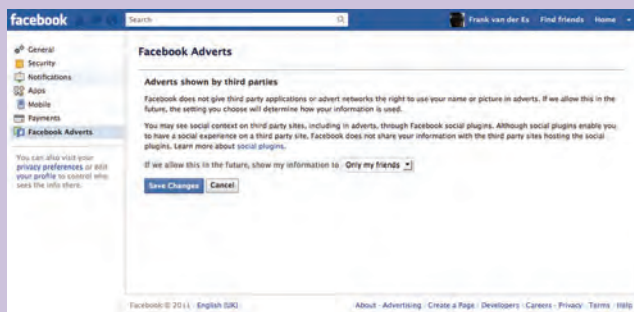 facebook
Search
Frank van der Es Find friends Home
General
Security
Notifications
Apps
Mobile
Payments
Facebook Adverts
You can also visit your
privacy preferences or edit
your profile to control who
sees the info there.
Facebook Adverts
Adverts shown by third parties
Facebook does not give third party applications or advert networks the right to use your name or picture in adverts. If we allow this in the
future, the setting you choose will determine how your information is used.
You may see social context on third party sites, including in adverts, through Facebook social plugins. Although social plugins enable you
to have a social experience on a third party site, Facebook does not share your information with the third party sites hosting the social
plugins. Learn more about social plugins.
If we allow this in the future, show my information to Only my friends
Save Changes Cancel
Facebook © 2011 · English (UK)
About · Advertising · Create a Page · Developers · Careers · Privacy · Terms · Help